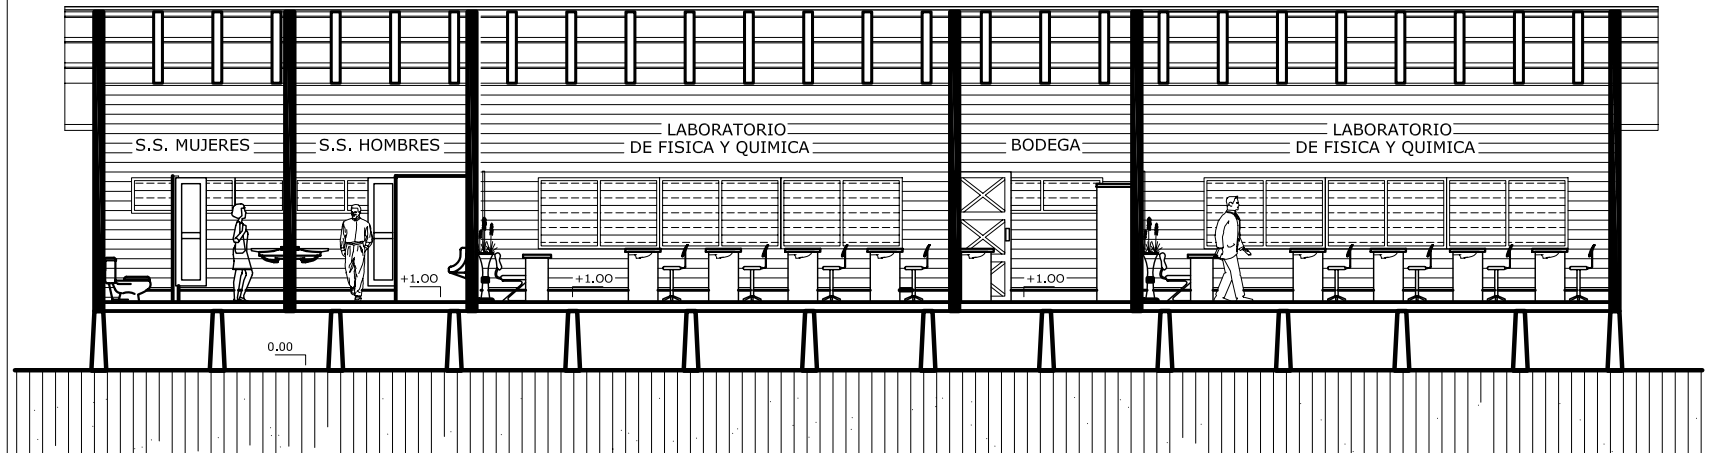 S.S. MUJERES
S.S. HOMBRES
LABORATORIO
DE FISICA Y QUIMICA
BODEGA
LABORATORIO
DE FISICA Y QUIMICA
+1.00
+1.00
+1.00
0.00